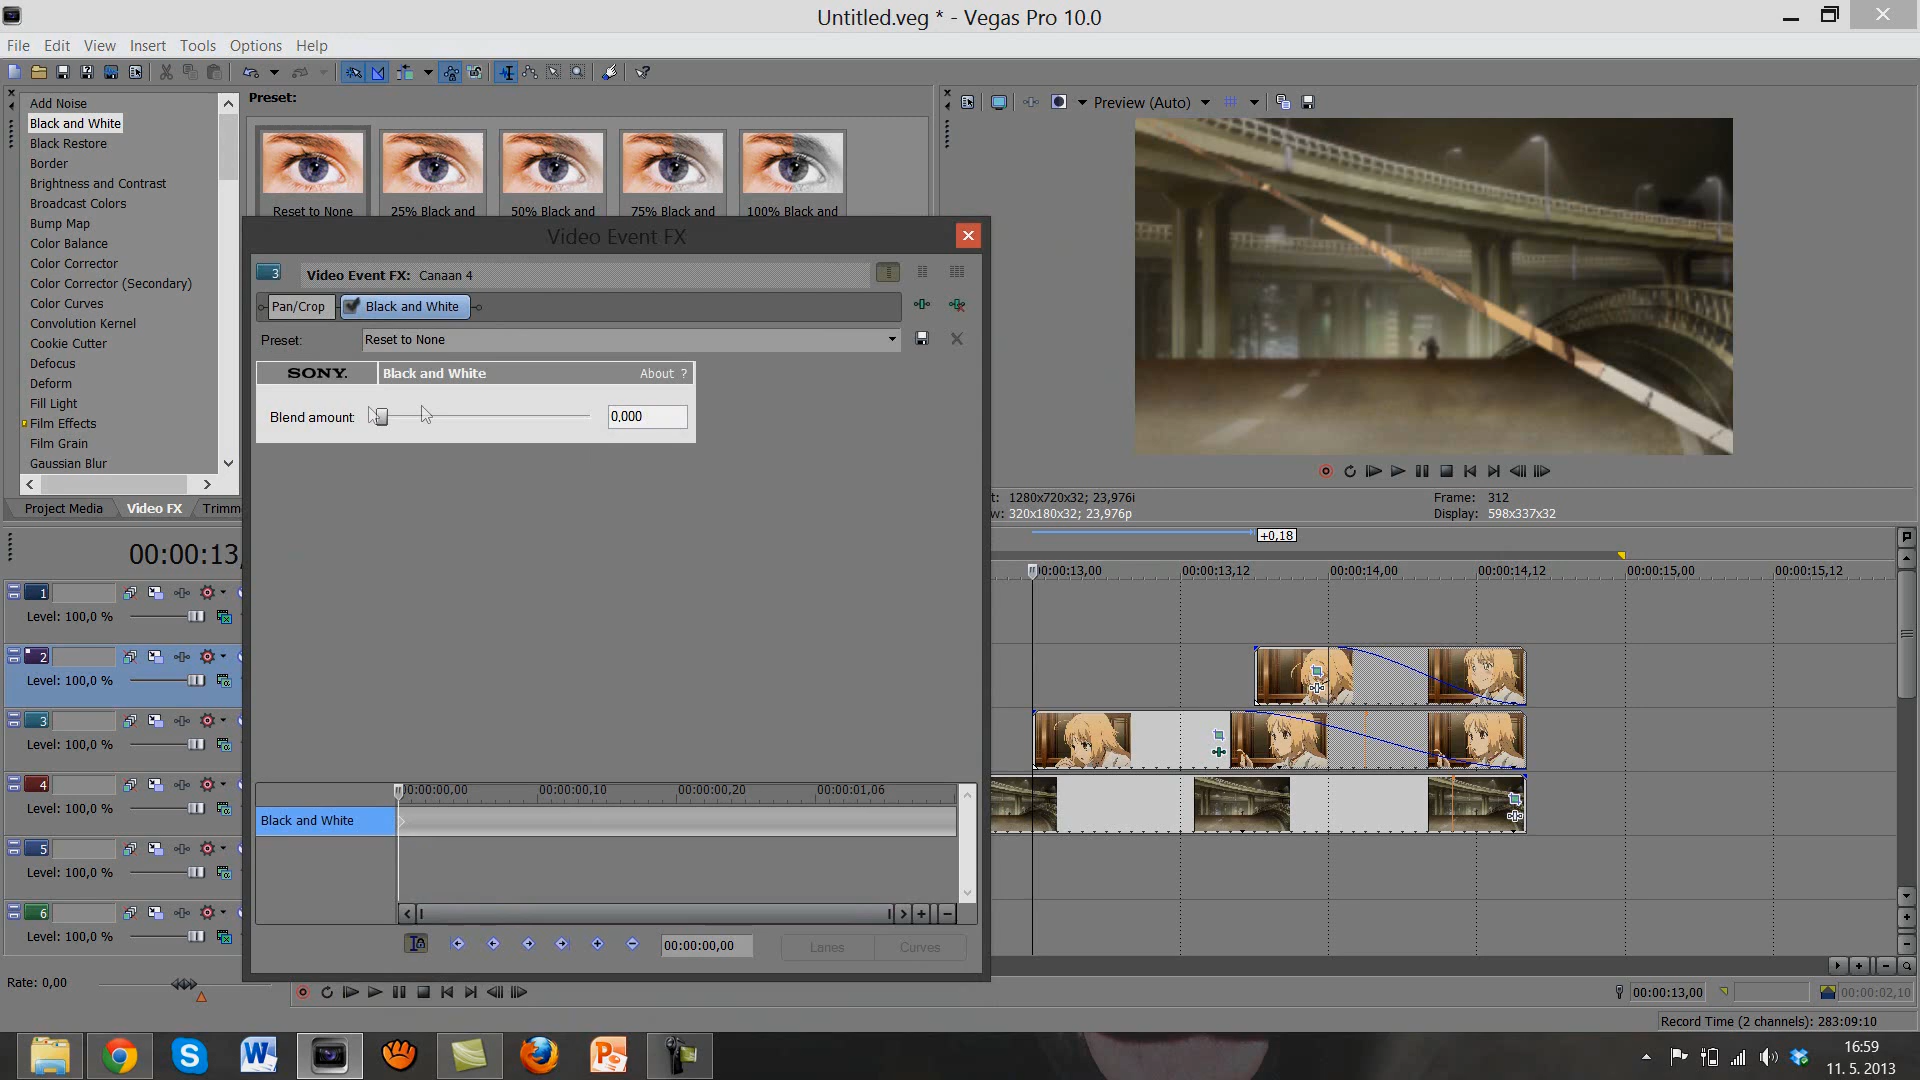 Untitled.veg * - Vegas Pro 10.0
File Edit View Insert Tools Options Help
Add Noise
Black and White
Black Restore
Border
Brightness and Contrast
Broadcast Colors
Bump Map
Color Balance
Color Corrector
Color Corrector (Secondary)
Color Curves
Convolution Kernel
Cookie Cutter
Defocus
Deform
Fill Light
Film Effects
Film Grain
Gaussian Blur
Project Media Video FX Trimm
Preset:
Reset to None 25% Black and 50% Black and 75% Black and 100% Black and
Preview (Auto)
Video Event FX
3 Video Event FX: Canaan 4
Pan/Crop Black and White
Preset: Reset to None
SONY. Black and White About ?
Blend amount: 0,000
t: 1280x720x32; 23,976i
w: 320x180x32; 23,976p
Frame: 312
Display: 598x337x32
+0,18
00:00:13,
00:00:13,00 00:00:13,12 00:00:14,00 00:00:14,12 00:00:15,00 00:00:15,12
1
Level: 100,0 %
2
Level: 100,0 %
3
Level: 100,0 %
4
Level: 100,0 %
5
Level: 100,0 %
6
Level: 100,0 %
00:00:00,00 00:00:00,10 00:00:00,20 00:00:01,06
Black and White
00:00:00,00 Lanes Curves
Rate: 0,00
00:00:13,00 00:00:02,10
Record Time (2 channels): 283:09:10
16:59
11. 5. 2013